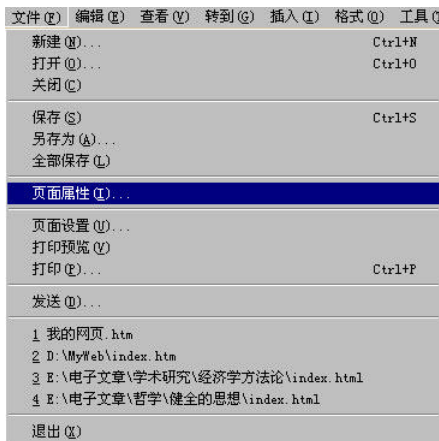 文件(F) 编辑(E) 查看(V) 转到(G) 插入(I) 格式(O) 工具(
新建(N)... Ctrl+N
打开(O)... Ctrl+O
关闭(C)
保存(S) Ctrl+S
另存为(A)...
全部保存(L)
页面属性(I)...
页面设置(U)...
打印预览(V)
打印(P)... Ctrl+P
发送(D)...
1 我的网页.htm
2 D:\MyWeb\index.htm
3 E:\电子文章\学术研究\经济学方法论\index.html
4 E:\电子文章\哲学\健全的思想\index.html
退出(X)